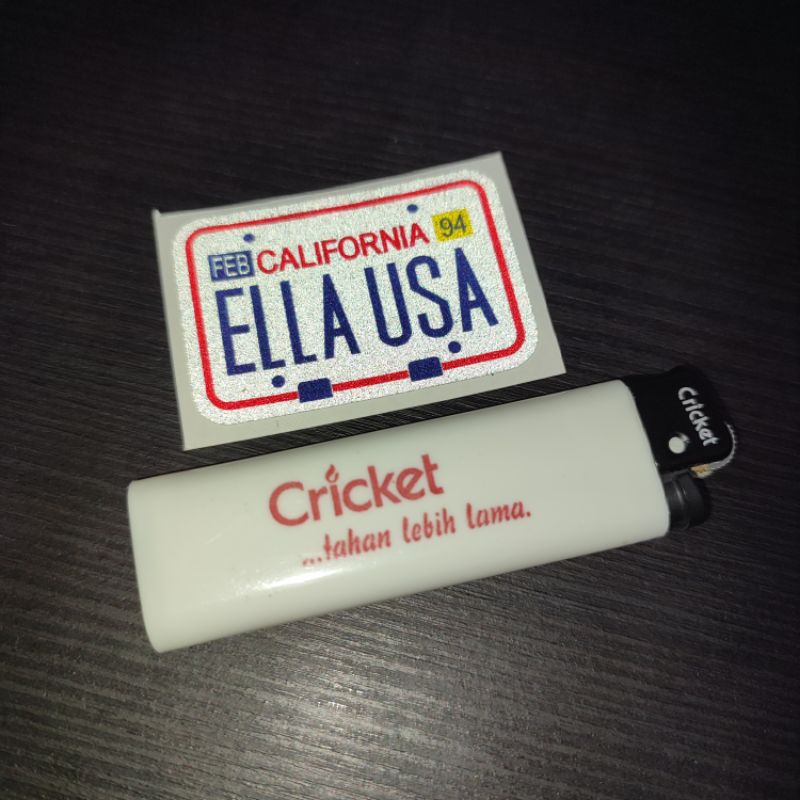 FEB CALIFORNIA 94
ELLA USA
Cricket
Cricket
...tahan lebih lama.